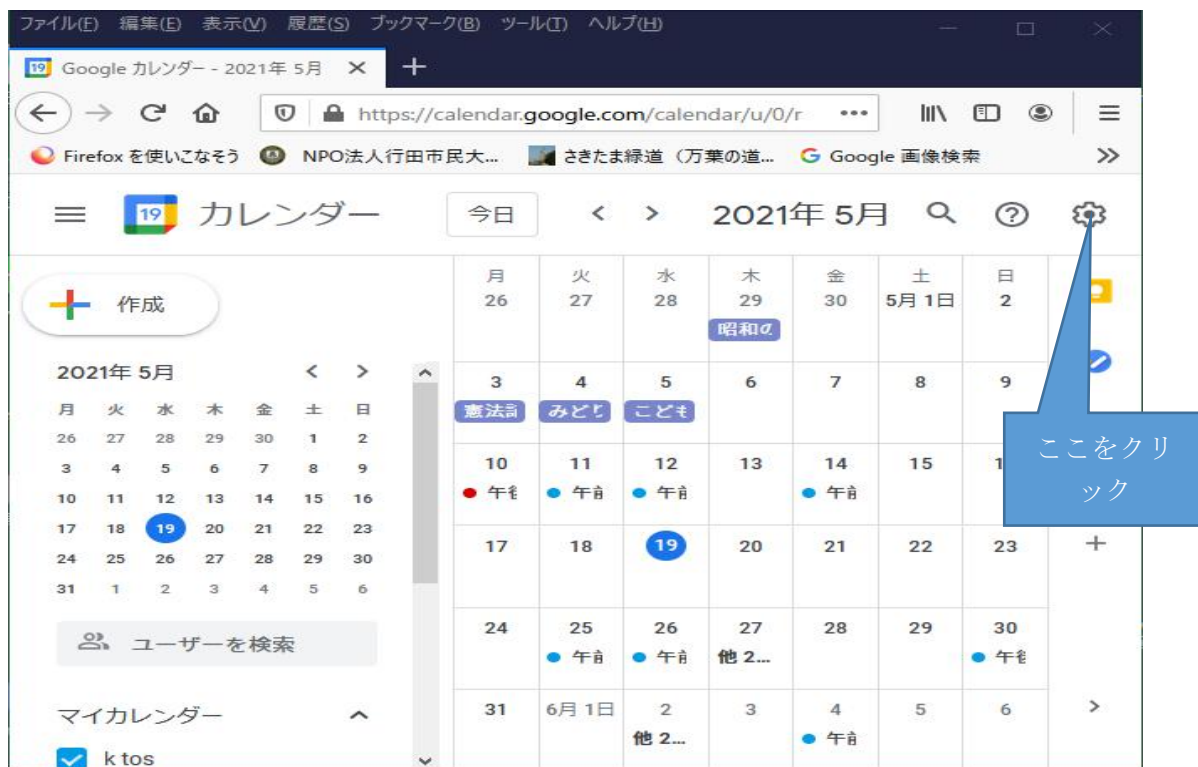 ファイル(F) 編集(E) 表示(V) 履歴(S) ブックマーク(B) ツール(T) ヘルプ(H)
19 Google カレンダー - 2021年 5月
https://calendar.google.com/calendar/u/0/r
Firefox を使いこなそう NPO法人行田市民大... さきたま緑道（万葉の道... G Google 画像検索
19 カレンダー 今日 < > 2021年 5月
作成
2021年 5月 < >
月 火 水 木 金 土 日
26 27 28 29 30 1 2
3 4 5 6 7 8 9
10 11 12 13 14 15 16
17 18 19 20 21 22 23
24 25 26 27 28 29 30
31 1 2 3 4 5 6
ユーザーを検索
マイカレンダー
k tos
月 火 水 木 金 土 日
26 27 28 29 30 5月 1日 2
昭和の
3 4 5 6 7 8 9
憲法記 みどり こども
10 11 12 13 14 15
午後 午前 午前 午前
17 18 19 20 21 22 23
24 25 26 27 28 29 30
午前 午前 他 2... 午後
31 6月 1日 2 3 4 5 6
他 2... 午前
ここをクリ
ック